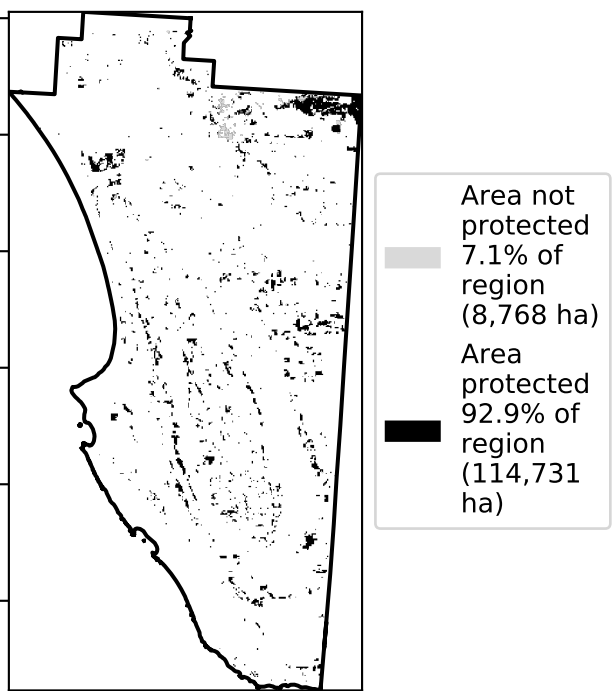 Area not
protected
7.1% of
region
(8,768 ha)
Area
protected
92.9% of
region
(114,731
ha)